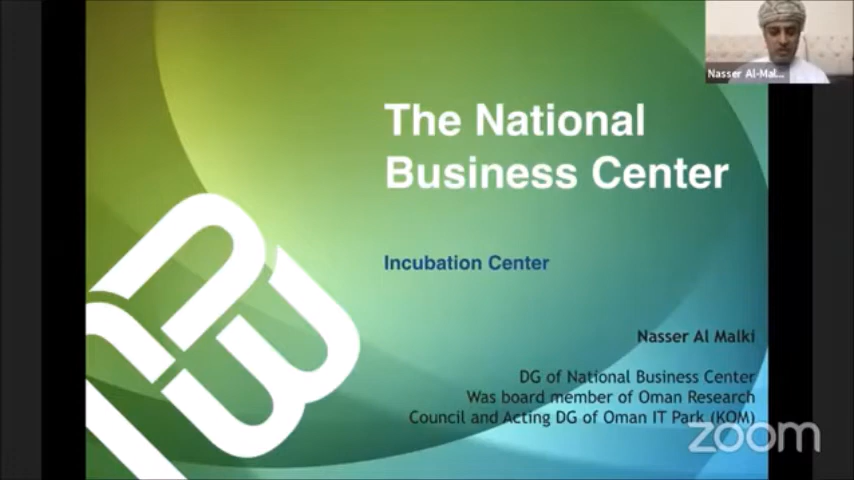 Nasser Al-Mal...
The National
Business Center
Incubation Center
Nasser Al Malki
DG of National Business Center
Was board member of Oman Research
Council and Acting DG of Oman IT Park (KOM)
zoom